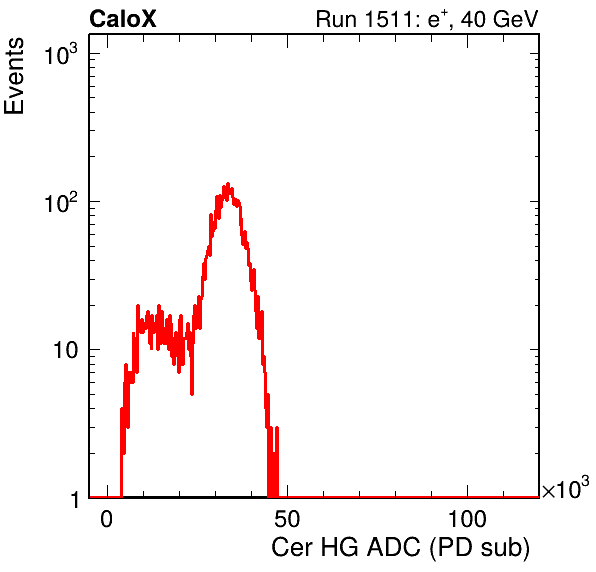 CaloX
Run 1511: e⁺, 40 GeV
Events
10³
10²
10
1
0
50
100
×10³
Cer HG ADC (PD sub)